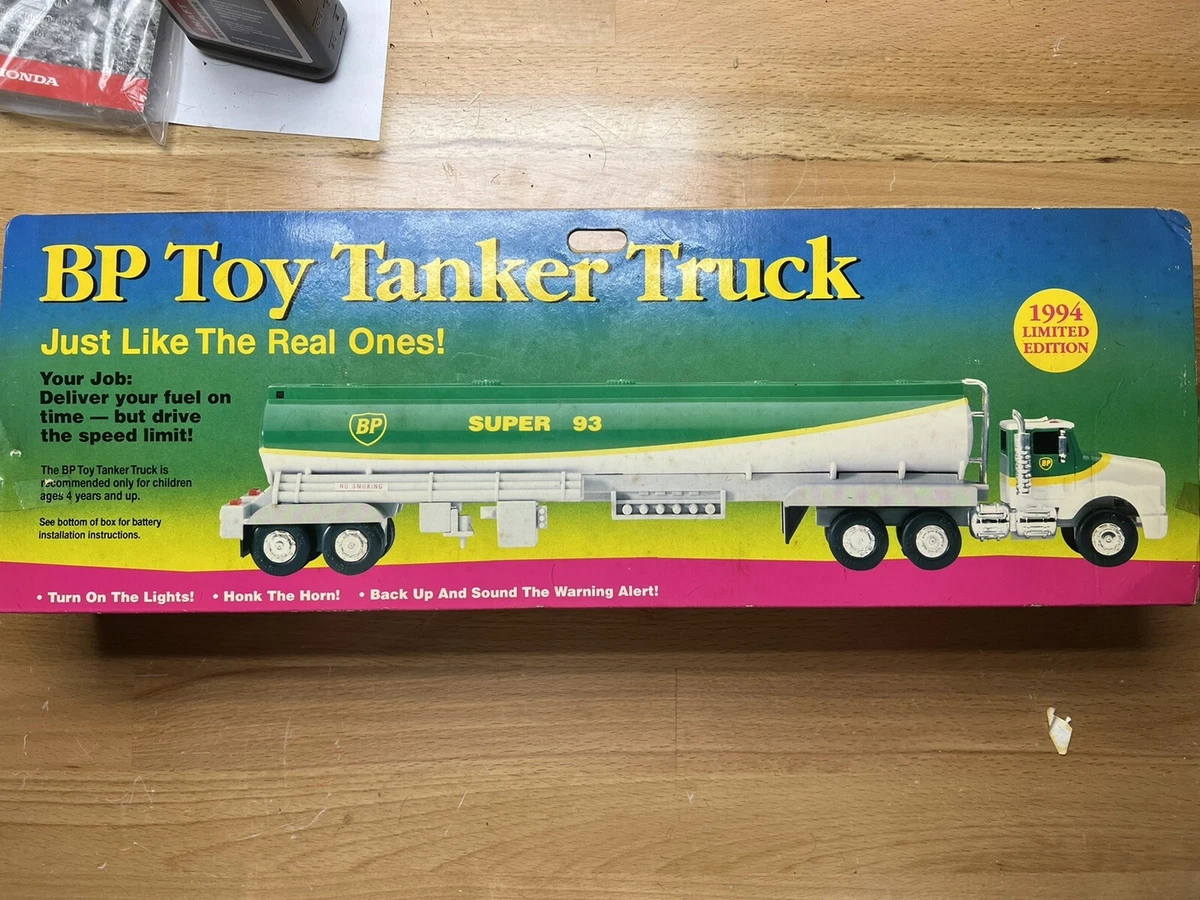 HONDA
BP Toy Tanker Truck
Just Like The Real Ones!
1994
LIMITED
EDITION
Your Job:
Deliver your fuel on
time — but drive
the speed limit!
BP
SUPER 93
BP
The BP Toy Tanker Truck is
recommended only for children
ages 4 years and up.
NO SMOKING
See bottom of box for battery
installation instructions.
• Turn On The Lights! • Honk The Horn! • Back Up And Sound The Warning Alert!